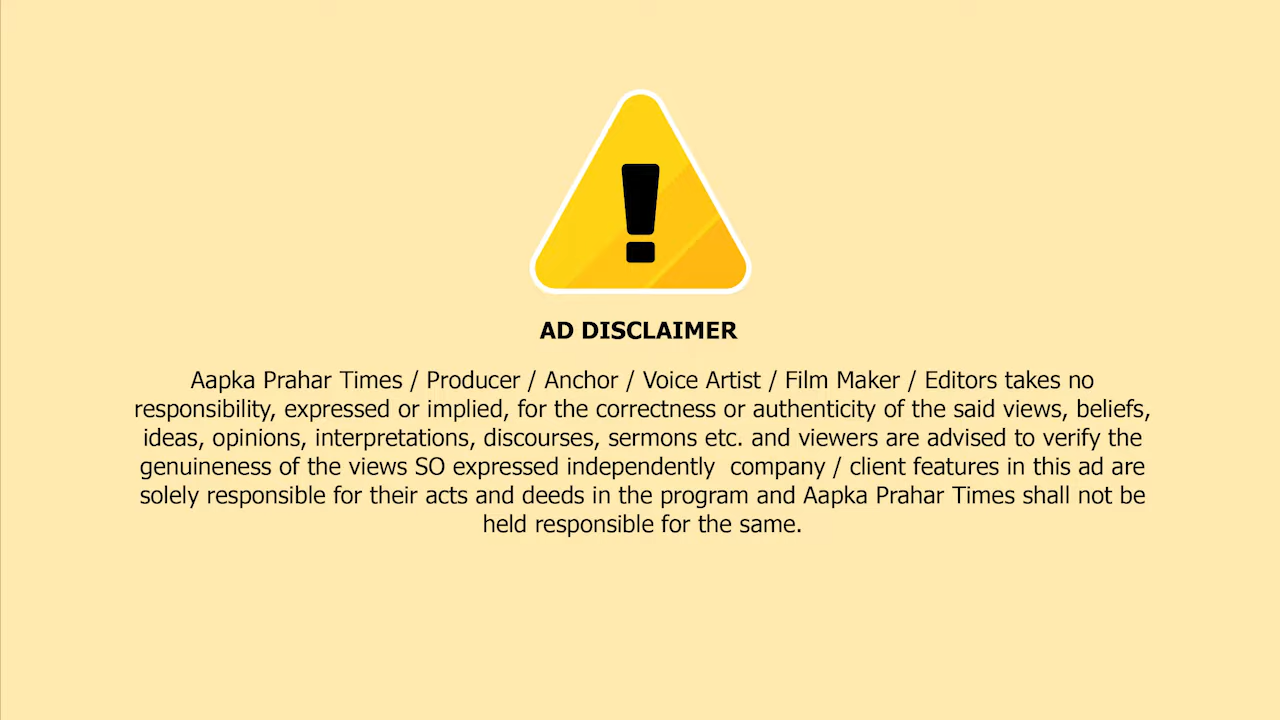 AD DISCLAIMER
Aapka Prahar Times / Producer / Anchor / Voice Artist / Film Maker / Editors takes no
responsibility, expressed or implied, for the correctness or authenticity of the said views, beliefs,
ideas, opinions, interpretations, discourses, sermons etc. and viewers are advised to verify the
genuineness of the views SO expressed independently  company / client features in this ad are
solely responsible for their acts and deeds in the program and Aapka Prahar Times shall not be
held responsible for the same.